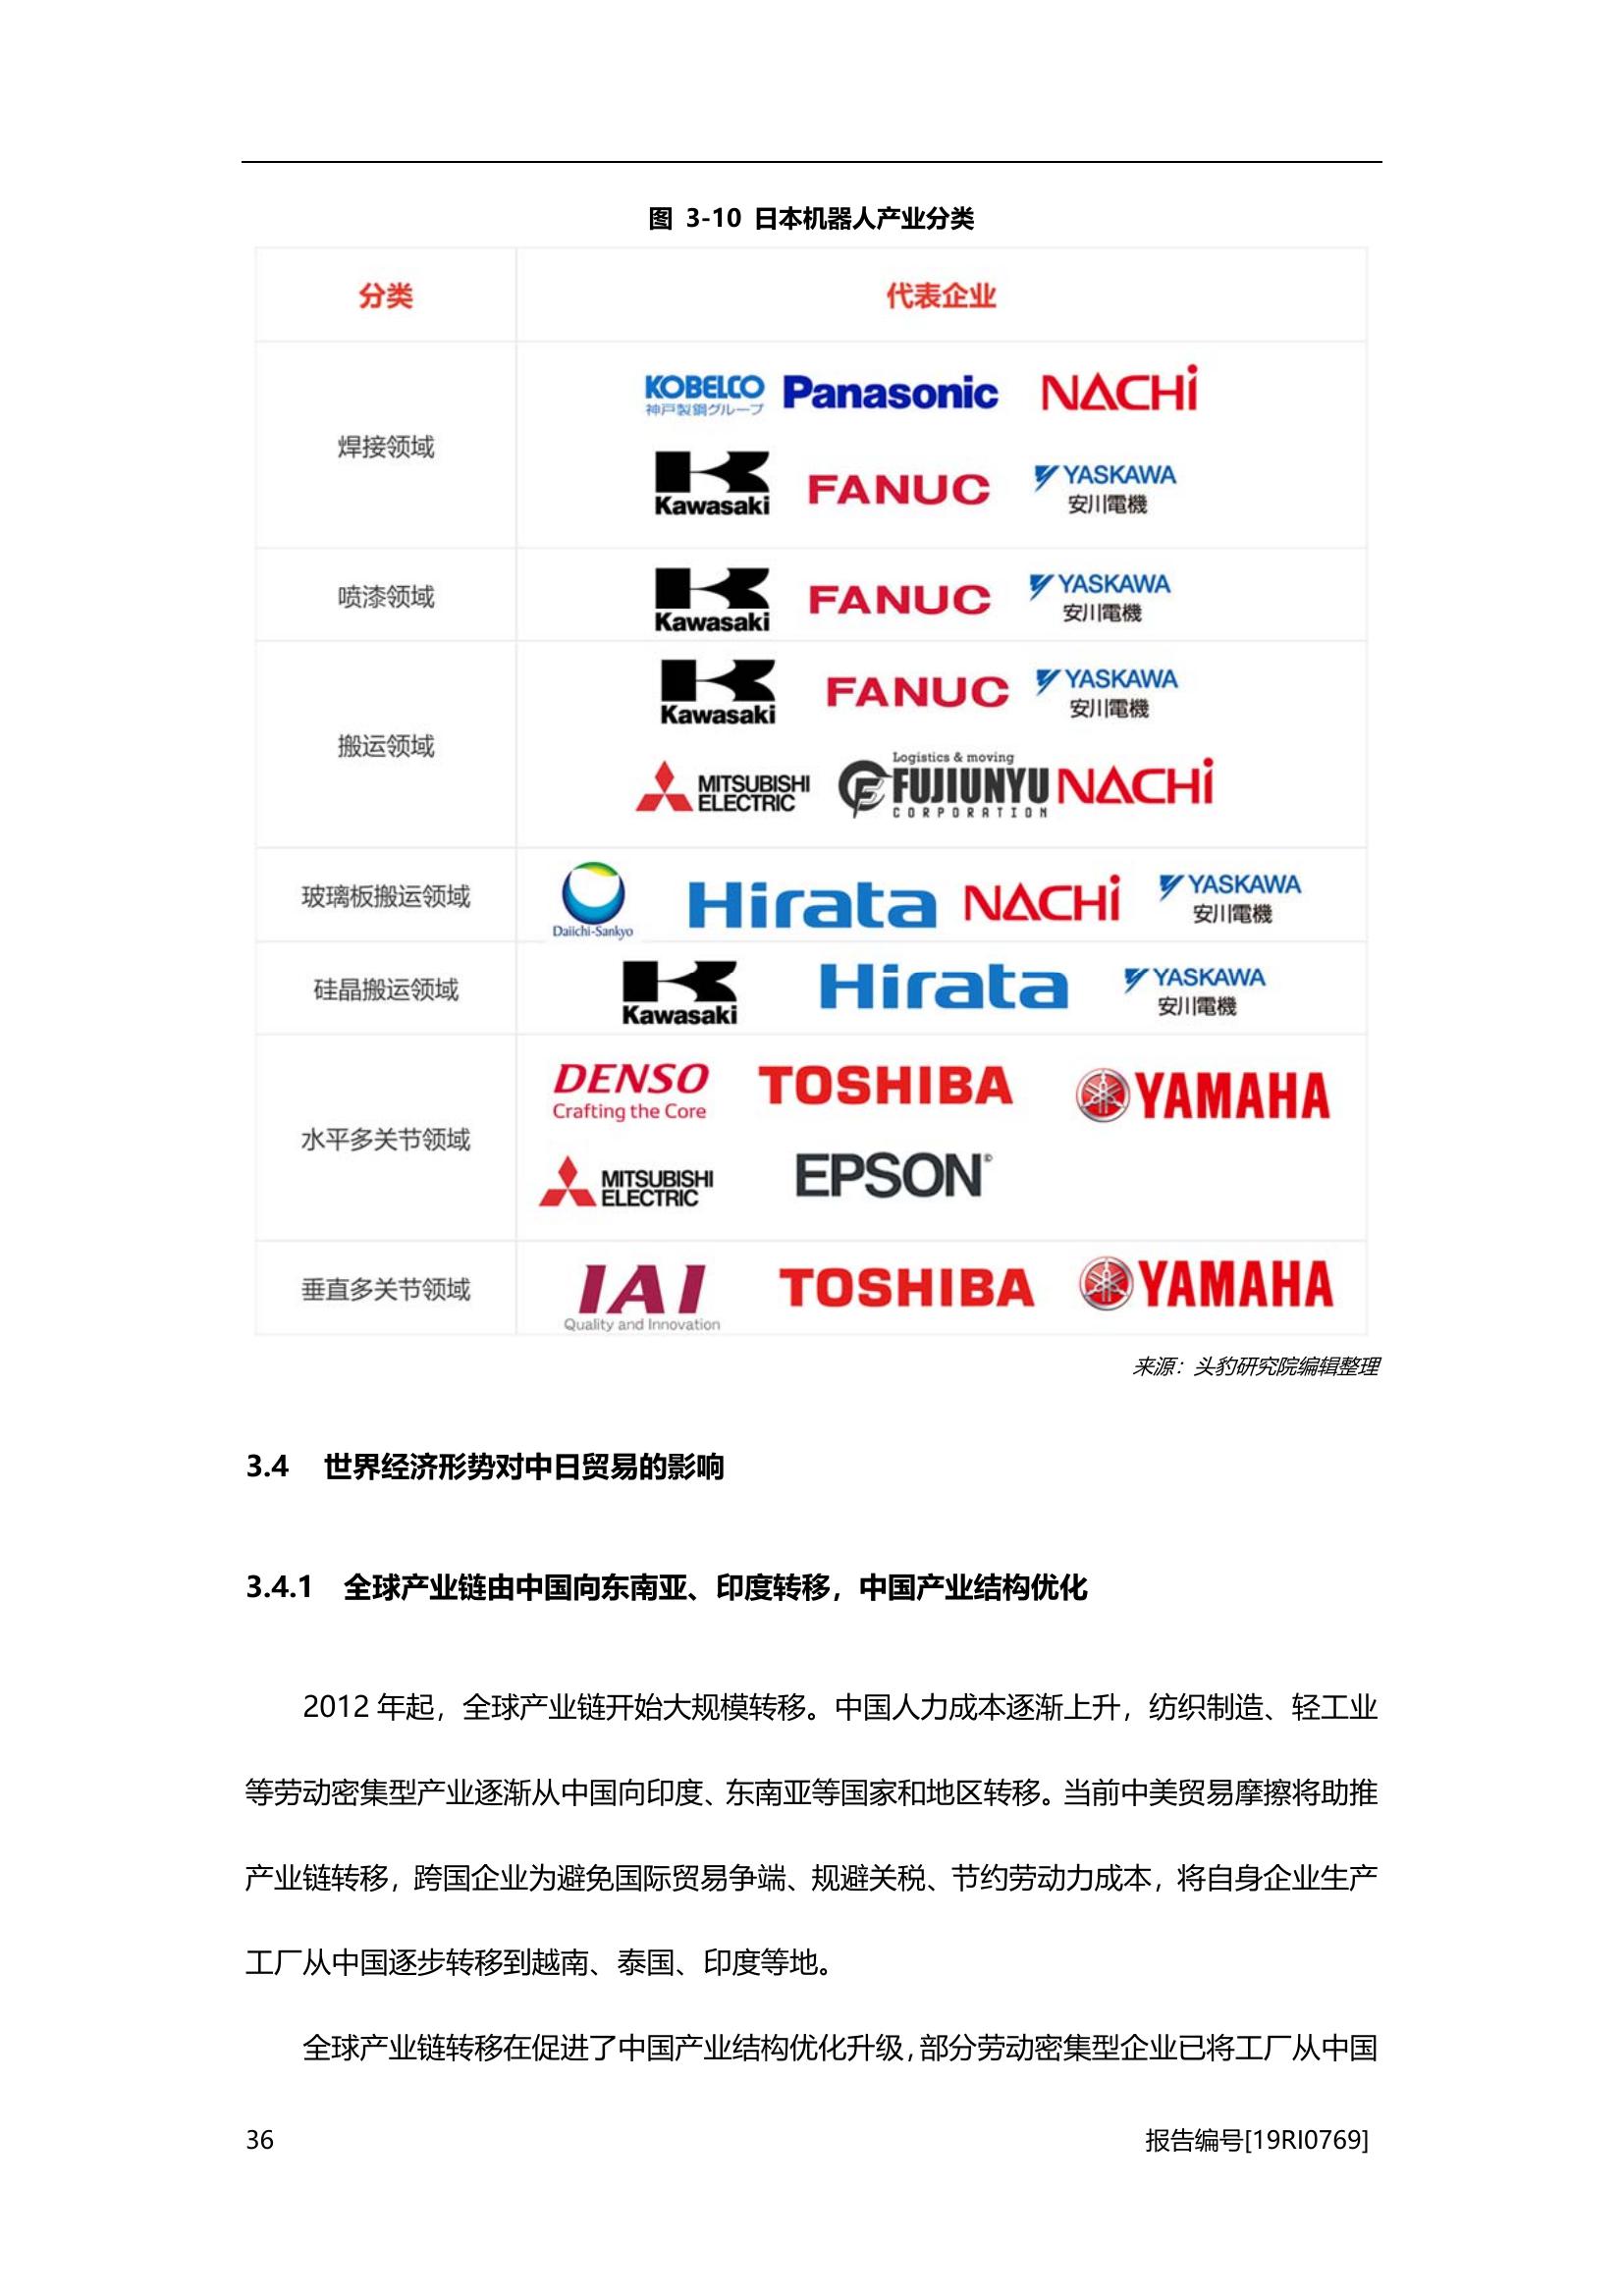 图 3-10 日本机器人产业分类
分类 代表企业
KOBELCO Panasonic NACHi
神戸製鋼グループ
焊接领域
Kawasaki FANUC YASKAWA
安川電機
喷漆领域 Kawasaki FANUC YASKAWA
安川電機
Kawasaki FANUC YASKAWA
安川電機
搬运领域
MITSUBISHI ELECTRIC Logistics & moving FUJIUNYU CORPORATION NACHi
玻璃板搬运领域 Daiichi-Sankyo Hirata NACHi YASKAWA
安川電機
硅晶搬运领域 Kawasaki Hirata YASKAWA
安川電機
DENSO TOSHIBA YAMAHA
Crafting the Core
水平多关节领域
MITSUBISHI ELECTRIC EPSON
垂直多关节领域 IAI TOSHIBA YAMAHA
Quality and Innovation
来源：头豹研究院编辑整理
3.4 世界经济形势对中日贸易的影响
3.4.1 全球产业链由中国向东南亚、印度转移，中国产业结构优化
2012 年起，全球产业链开始大规模转移。中国人力成本逐渐上升，纺织制造、轻工业
等劳动密集型产业逐渐从中国向印度、东南亚等国家和地区转移。当前中美贸易摩擦将助推
产业链转移，跨国企业为避免国际贸易争端、规避关税、节约劳动力成本，将自身企业生产
工厂从中国逐步转移到越南、泰国、印度等地。
全球产业链转移在促进了中国产业结构优化升级，部分劳动密集型企业已将工厂从中国
36 报告编号[19RI0769]